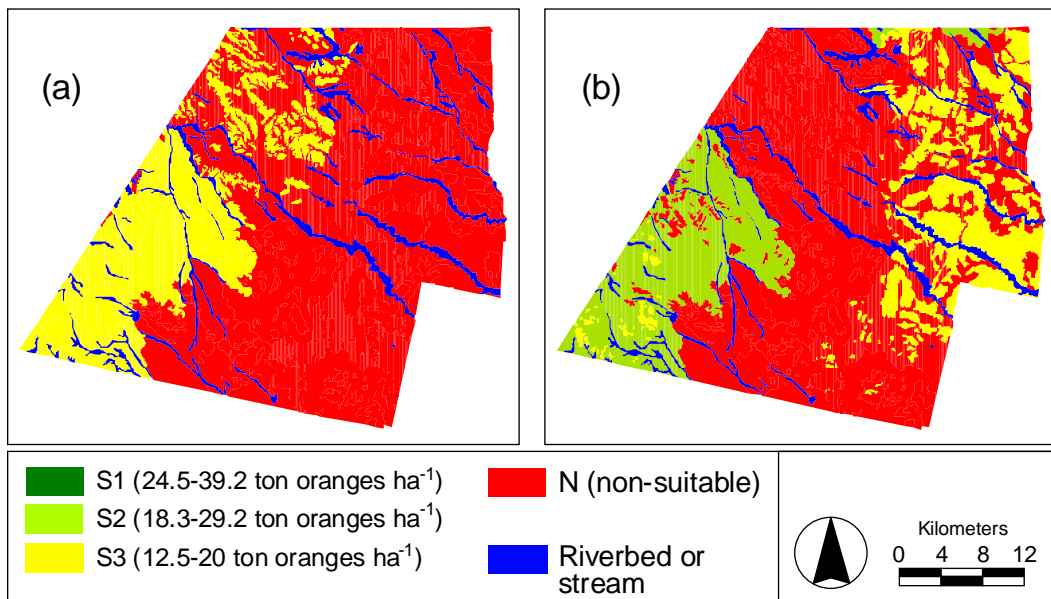 (a)
(b)
S1 (24.5-39.2 ton oranges ha⁻¹)
S2 (18.3-29.2 ton oranges ha⁻¹)
S3 (12.5-20 ton oranges ha⁻¹)
N (non-suitable)
Riverbed or
stream
Kilometers
0 4 8 12